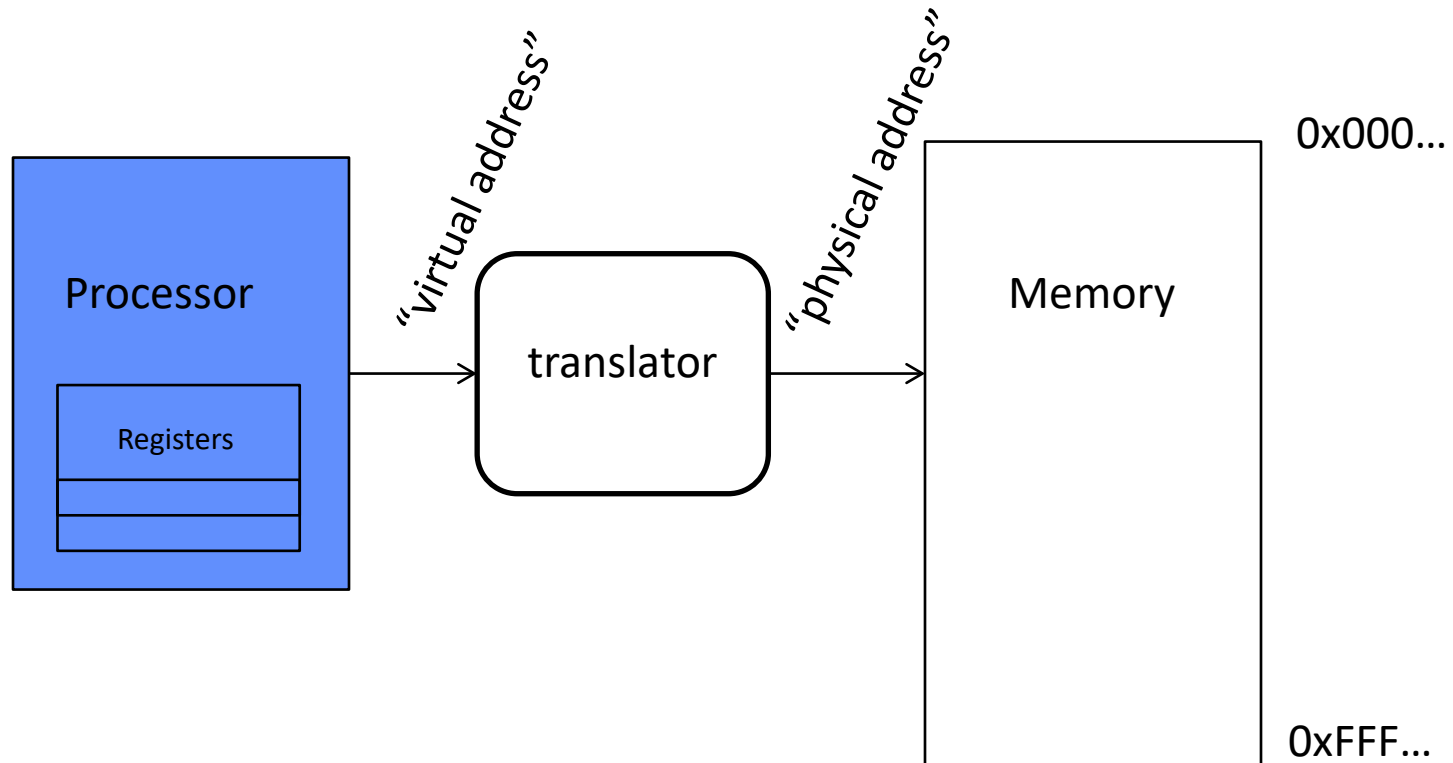 “virtual address”
“physical address”
0x000…
Processor
Memory
translator
Registers
0xFFF…